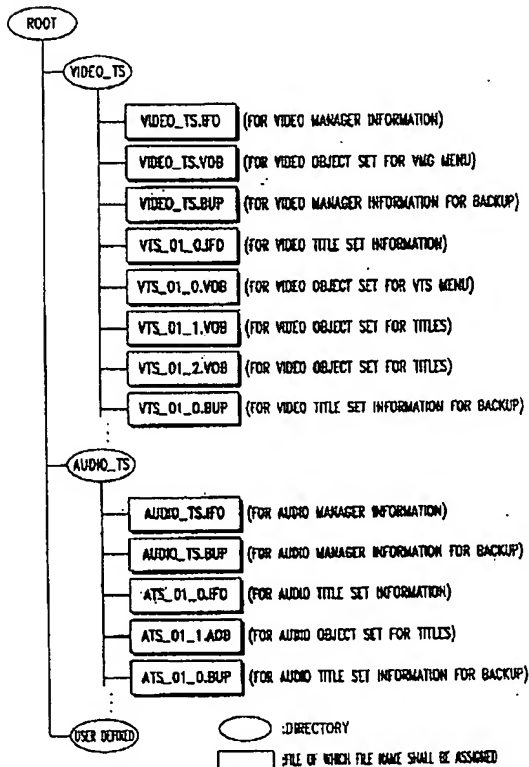 ROOT
VIDEO_TS
VIDEO_TS.IFO (FOR VIDEO MANAGER INFORMATION)
VIDEO_TS.VOB (FOR VIDEO OBJECT SET FOR VMG MENU)
VIDEO_TS.BUP (FOR VIDEO MANAGER INFORMATION FOR BACKUP)
VTS_01_0.IFO (FOR VIDEO TITLE SET INFORMATION)
VTS_01_0.VOB (FOR VIDEO OBJECT SET FOR VTS MENU)
VTS_01_1.VOB (FOR VIDEO OBJECT SET FOR TITLES)
VTS_01_2.VOB (FOR VIDEO OBJECT SET FOR TITLES)
VTS_01_0.BUP (FOR VIDEO TITLE SET INFORMATION FOR BACKUP)
AUDIO_TS
AUDIO_TS.IFO (FOR AUDIO MANAGER INFORMATION)
AUDIO_TS.BUP (FOR AUDIO MANAGER INFORMATION FOR BACKUP)
ATS_01_0.IFO (FOR AUDIO TITLE SET INFORMATION)
ATS_01_1.AOB (FOR AUDIO OBJECT SET FOR TITLES)
ATS_01_0.BUP (FOR AUDIO TITLE SET INFORMATION FOR BACKUP)
USER DEFINED
:DIRECTORY
:FILE OF WHICH FILE NAME SHALL BE ASSIGNED